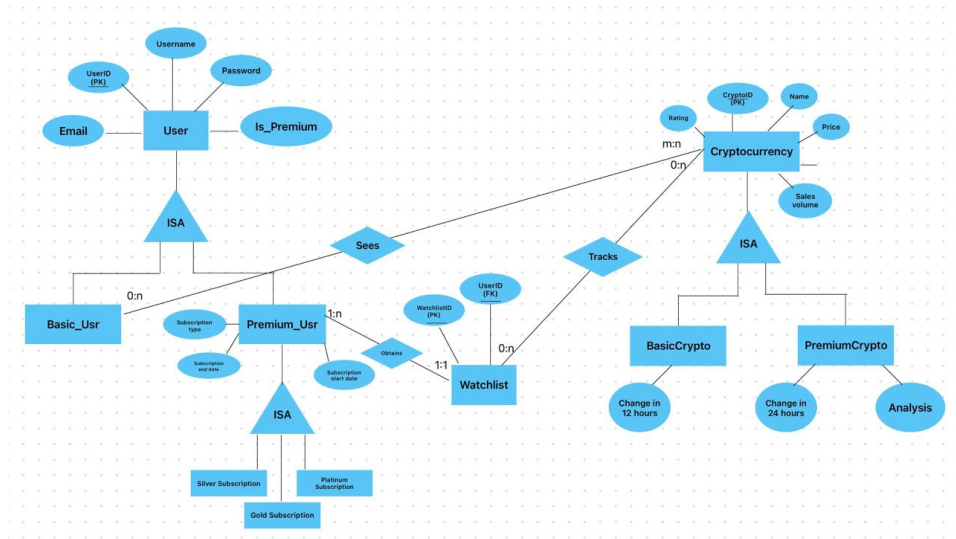 Username
UserID
(PK)
Password
Email
User
Is_Premium
ISA
Basic_Usr
0:n
Sees
m:n
Premium_Usr
Subscription
type
Subscription
end date
Subscription
start date
1:n
Obtains
1:1
ISA
Silver Subscription
Platinum
Subscription
Gold Subscription
WatchlistID
(PK)
UserID
(FK)
Watchlist
0:n
Tracks
0:n
Rating
CryptoID
(PK)
Name
Price
Cryptocurrency
Sales
volume
ISA
BasicCrypto
PremiumCrypto
Change in
12 hours
Change in
24 hours
Analysis